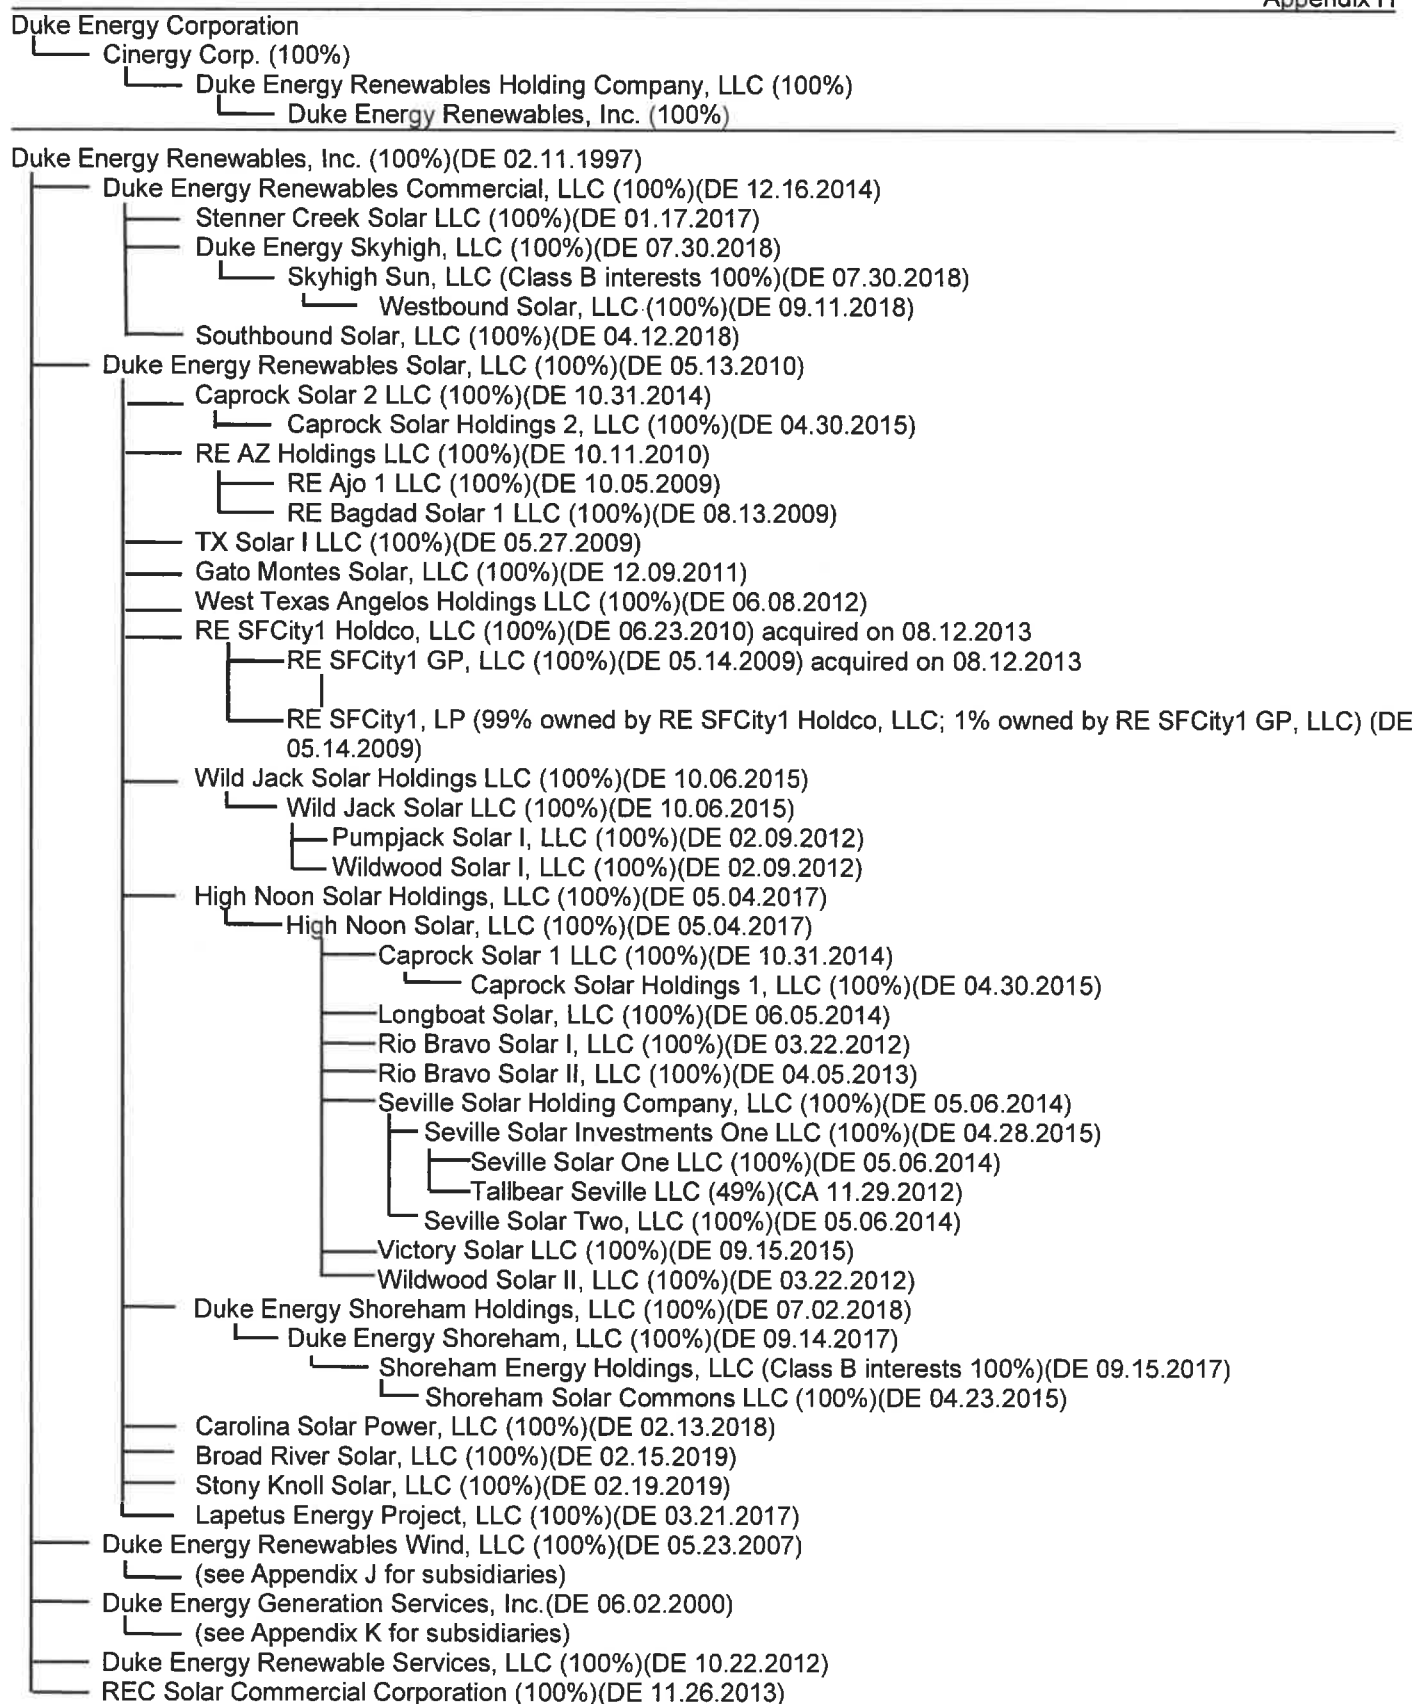 Duke Energy Corporation
Cinergy Corp. (100%)
Duke Energy Renewables Holding Company, LLC (100%)
Duke Energy Renewables, Inc. (100%)
Duke Energy Renewables, Inc. (100%)(DE 02.11.1997)
Duke Energy Renewables Commercial, LLC (100%)(DE 12.16.2014)
Stenner Creek Solar LLC (100%)(DE 01.17.2017)
Duke Energy Skyhigh, LLC (100%)(DE 07.30.2018)
Skyhigh Sun, LLC (Class B interests 100%)(DE 07.30.2018)
Westbound Solar, LLC (100%)(DE 09.11.2018)
Southbound Solar, LLC (100%)(DE 04.12.2018)
Duke Energy Renewables Solar, LLC (100%)(DE 05.13.2010)
Caprock Solar 2 LLC (100%)(DE 10.31.2014)
Caprock Solar Holdings 2, LLC (100%)(DE 04.30.2015)
RE AZ Holdings LLC (100%)(DE 10.11.2010)
RE Ajo 1 LLC (100%)(DE 10.05.2009)
RE Bagdad Solar 1 LLC (100%)(DE 08.13.2009)
TX Solar I LLC (100%)(DE 05.27.2009)
Gato Montes Solar, LLC (100%)(DE 12.09.2011)
West Texas Angelos Holdings LLC (100%)(DE 06.08.2012)
RE SFCity1 Holdco, LLC (100%)(DE 06.23.2010) acquired on 08.12.2013
RE SFCity1 GP, LLC (100%)(DE 05.14.2009) acquired on 08.12.2013
RE SFCity1, LP (99% owned by RE SFCity1 Holdco, LLC; 1% owned by RE SFCity1 GP, LLC) (DE
05.14.2009)
Wild Jack Solar Holdings LLC (100%)(DE 10.06.2015)
Wild Jack Solar LLC (100%)(DE 10.06.2015)
Pumpjack Solar I, LLC (100%)(DE 02.09.2012)
Wildwood Solar I, LLC (100%)(DE 02.09.2012)
High Noon Solar Holdings, LLC (100%)(DE 05.04.2017)
High Noon Solar, LLC (100%)(DE 05.04.2017)
Caprock Solar 1 LLC (100%)(DE 10.31.2014)
Caprock Solar Holdings 1, LLC (100%)(DE 04.30.2015)
Longboat Solar, LLC (100%)(DE 06.05.2014)
Rio Bravo Solar I, LLC (100%)(DE 03.22.2012)
Rio Bravo Solar II, LLC (100%)(DE 04.05.2013)
Seville Solar Holding Company, LLC (100%)(DE 05.06.2014)
Seville Solar Investments One LLC (100%)(DE 04.28.2015)
Seville Solar One LLC (100%)(DE 05.06.2014)
Tallbear Seville LLC (49%)(CA 11.29.2012)
Seville Solar Two, LLC (100%)(DE 05.06.2014)
Victory Solar LLC (100%)(DE 09.15.2015)
Wildwood Solar II, LLC (100%)(DE 03.22.2012)
Duke Energy Shoreham Holdings, LLC (100%)(DE 07.02.2018)
Duke Energy Shoreham, LLC (100%)(DE 09.14.2017)
Shoreham Energy Holdings, LLC (Class B interests 100%)(DE 09.15.2017)
Shoreham Solar Commons LLC (100%)(DE 04.23.2015)
Carolina Solar Power, LLC (100%)(DE 02.13.2018)
Broad River Solar, LLC (100%)(DE 02.15.2019)
Stony Knoll Solar, LLC (100%)(DE 02.19.2019)
Lapetus Energy Project, LLC (100%)(DE 03.21.2017)
Duke Energy Renewables Wind, LLC (100%)(DE 05.23.2007)
(see Appendix J for subsidiaries)
Duke Energy Generation Services, Inc.(DE 06.02.2000)
(see Appendix K for subsidiaries)
Duke Energy Renewable Services, LLC (100%)(DE 10.22.2012)
REC Solar Commercial Corporation (100%)(DE 11.26.2013)